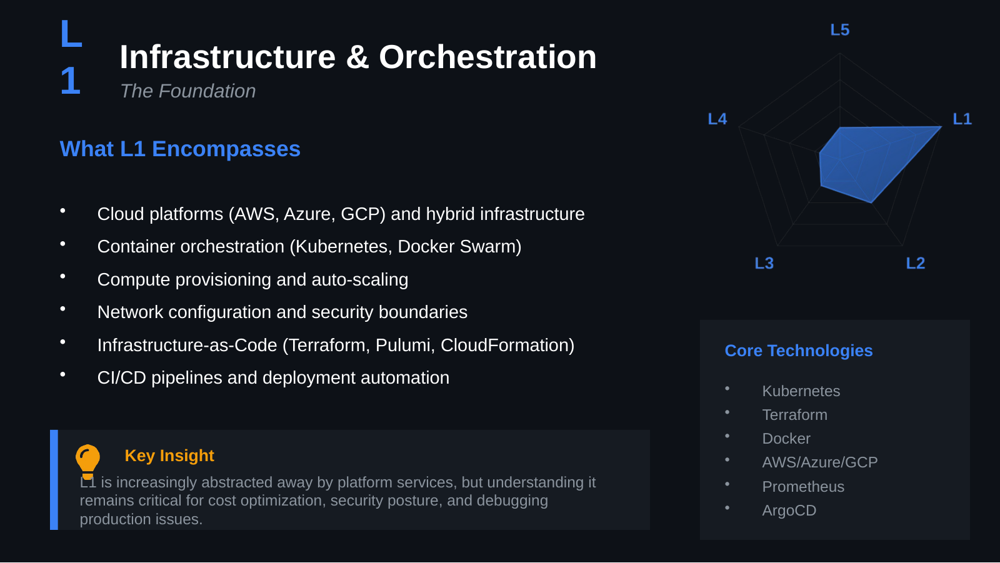 L
1
Infrastructure & Orchestration
The Foundation
What L1 Encompasses
• Cloud platforms (AWS, Azure, GCP) and hybrid infrastructure
• Container orchestration (Kubernetes, Docker Swarm)
• Compute provisioning and auto-scaling
• Network configuration and security boundaries
• Infrastructure-as-Code (Terraform, Pulumi, CloudFormation)
• CI/CD pipelines and deployment automation
Key Insight
L1 is increasingly abstracted away by platform services, but understanding it
remains critical for cost optimization, security posture, and debugging
production issues.
L5
L4
L1
L3
L2
Core Technologies
• Kubernetes
• Terraform
• Docker
• AWS/Azure/GCP
• Prometheus
• ArgoCD